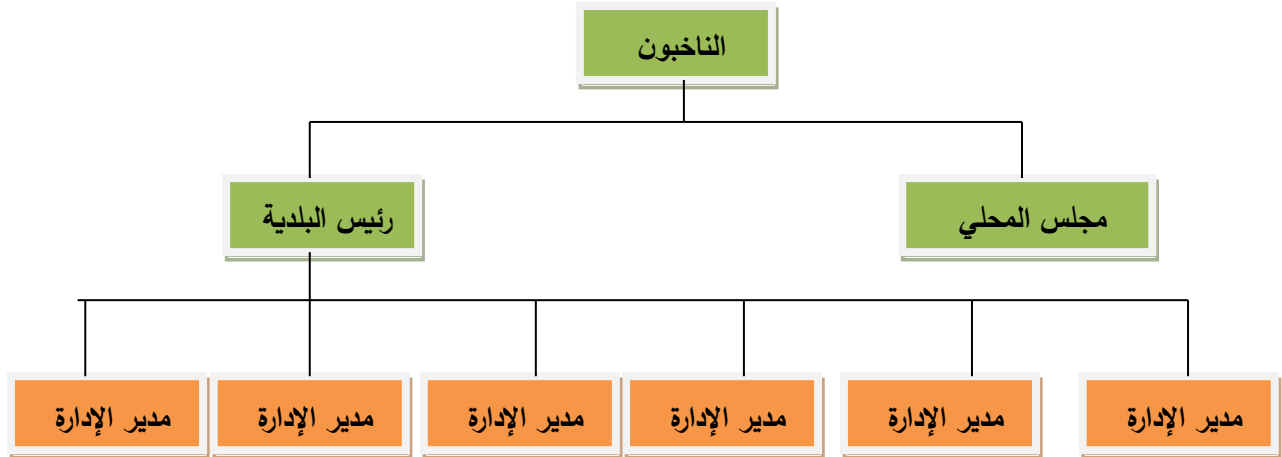 الناخبون
مجلس المحلي
رئيس البلدية
مدير الإدارة
مدير الإدارة
مدير الإدارة
مدير الإدارة
مدير الإدارة
مدير الإدارة